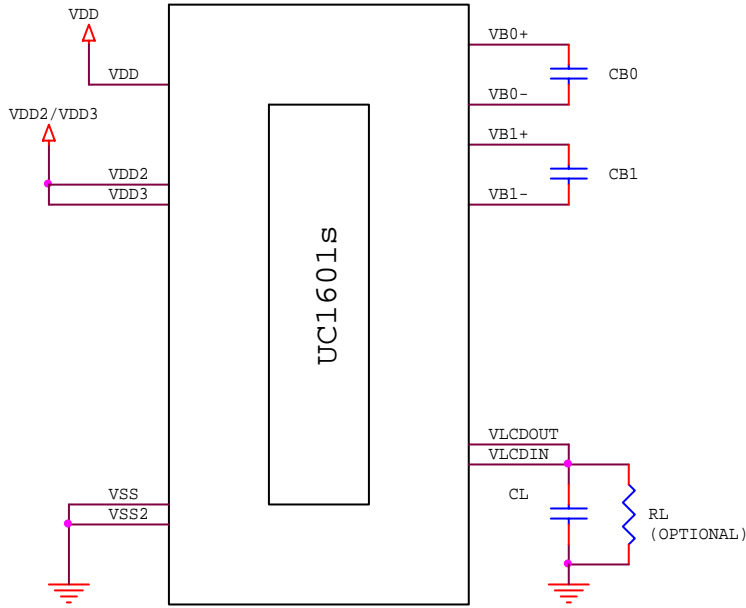 VDD
VDD
VDD2/VDD3
VDD2
VDD3
VSS
VSS2
UC1601s
VB0+
CB0
VB0-
VB1+
CB1
VB1-
VLCDOUT
VLCDIN
CL
RL
(OPTIONAL)